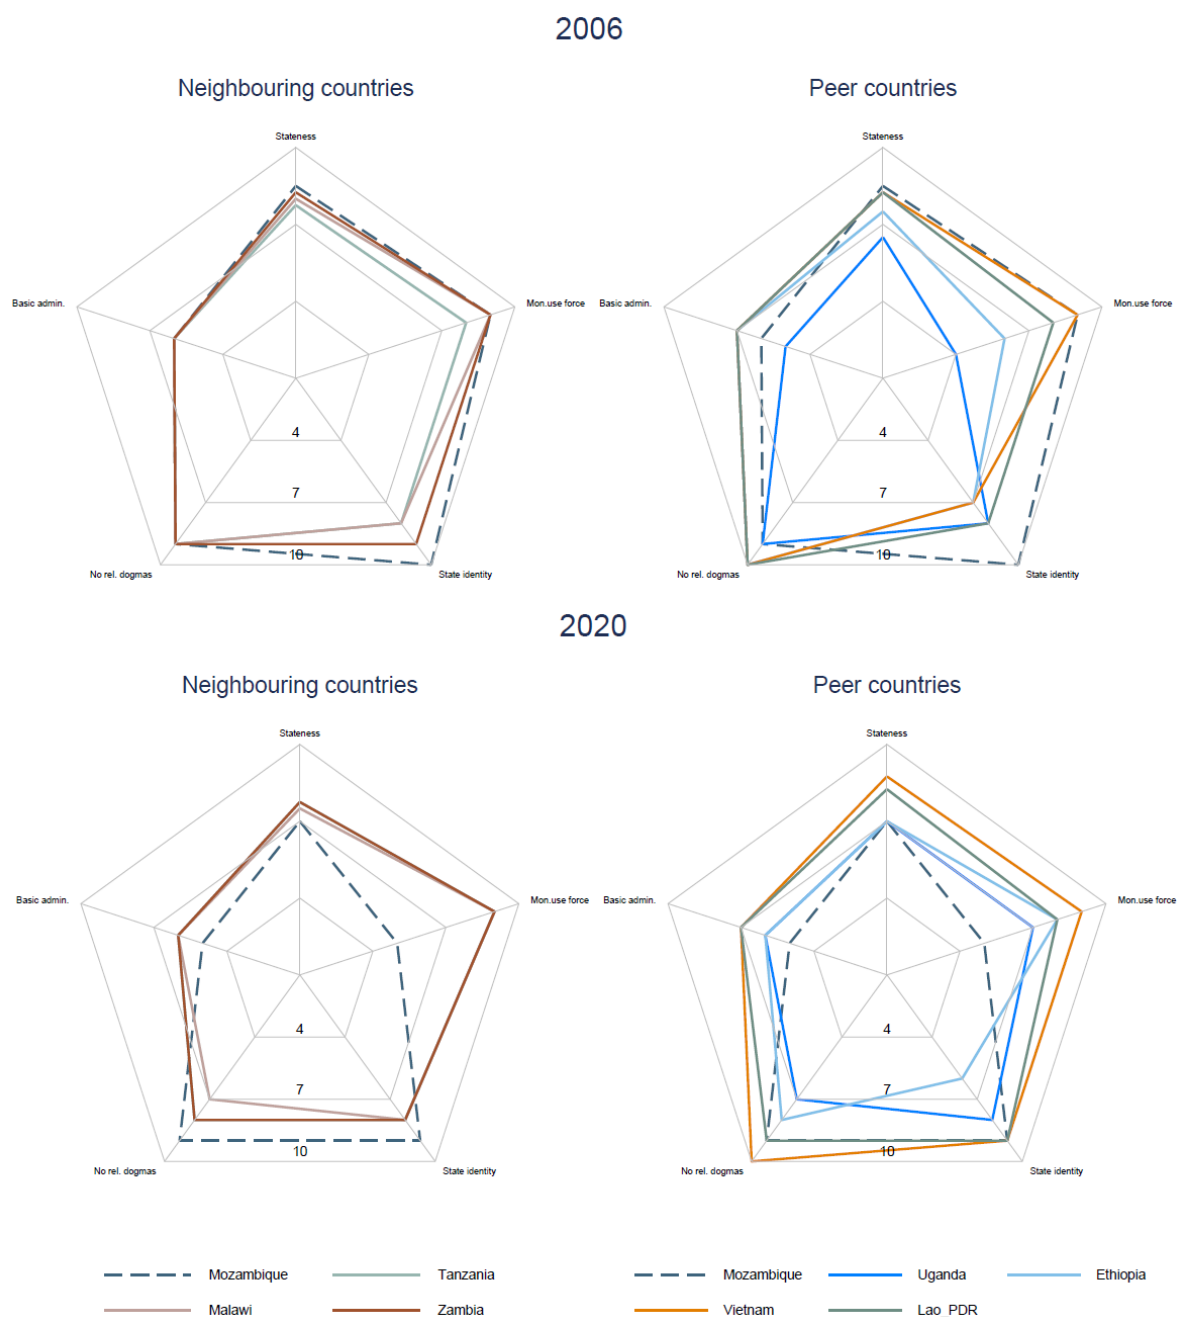 2006
Neighbouring countries
Peer countries
Stateness
Stateness
Basic admin.
Mon.use force
Basic admin.
Mon.use force
4
4
7
7
10
10
No rel. dogmas
State identity
No rel. dogmas
State identity
2020
Neighbouring countries
Peer countries
Stateness
Stateness
Basic admin.
Mon.use force
Basic admin.
Mon.use force
4
4
7
7
10
10
No rel. dogmas
State identity
No rel. dogmas
State identity
Mozambique
Tanzania
Mozambique
Uganda
Ethiopia
Malawi
Zambia
Vietnam
Lao_PDR